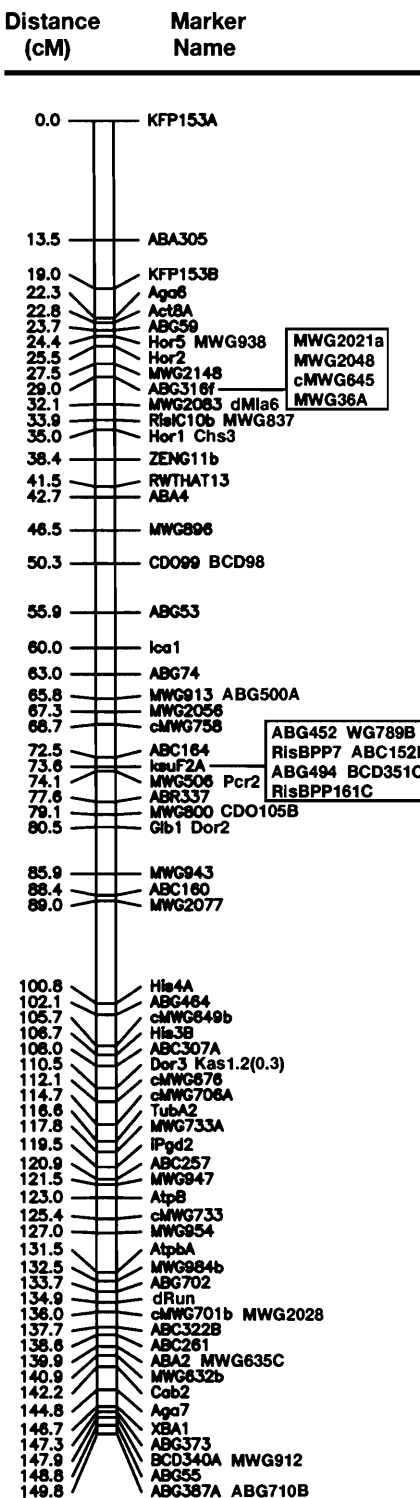 Distance (cM) Marker Name
0.0 KFP153A
13.5 ABA305
19.0 KFP153B
22.3 Aga6
22.8 Act8A
23.7 ABG59
24.4 Hor5 MWG938
25.5 Hor2
27.5 MWG2148
29.0 ABG316f
MWG2021a
MWG2048
cMWG645
MWG36A
32.1 MWG2083 dMla6
33.9 RisIC10b MWG837
35.0 Hor1 Chs3
38.4 ZENG11b
41.5 RWTHAT13
42.7 ABA4
46.5 MWG896
50.3 CDO99 BCD98
55.9 ABG53
60.0 Ica1
63.0 ABG74
65.8 MWG913 ABG500A
67.3 MWG2056
68.7 cMWG758
72.5 ABC164
73.6 ksuF2A
ABG452 WG789B
RisBPP7
ABG494 BCD351C
RisBPP161C
74.1 MWG506 Pcr2
77.6 ABR337
79.1 MWG800 CDO105B
80.5 Glb1 Dor2
85.9 MWG943
88.4 ABC160
89.0 MWG2077
100.8 His4A
102.1 ABG464
105.7 cMWG649b
106.7 His3B
108.0 ABC307A
110.5 Dor3 Kas1.2(0.3)
112.1 cMWG676
114.7 cMWG706A
116.6 TubA2
117.8 MWG733A
119.5 iPgd2
120.9 ABC257
121.5 MWG947
123.0 AtpB
125.4 cMWG733
127.0 MWG954
131.5 AtpbA
132.5 MWG984b
133.7 ABG702
134.9 dRun
136.0 cMWG701b MWG2028
137.7 ABC322B
138.6 ABC261
139.9 ABA2 MWG635C
140.9 MWG632b
142.2 Cab2
144.8 Aga7
146.7 XBA1
147.3 ABG373
147.9 BCD340A MWG912
148.8 ABG55
149.8 ABG387A ABG710B